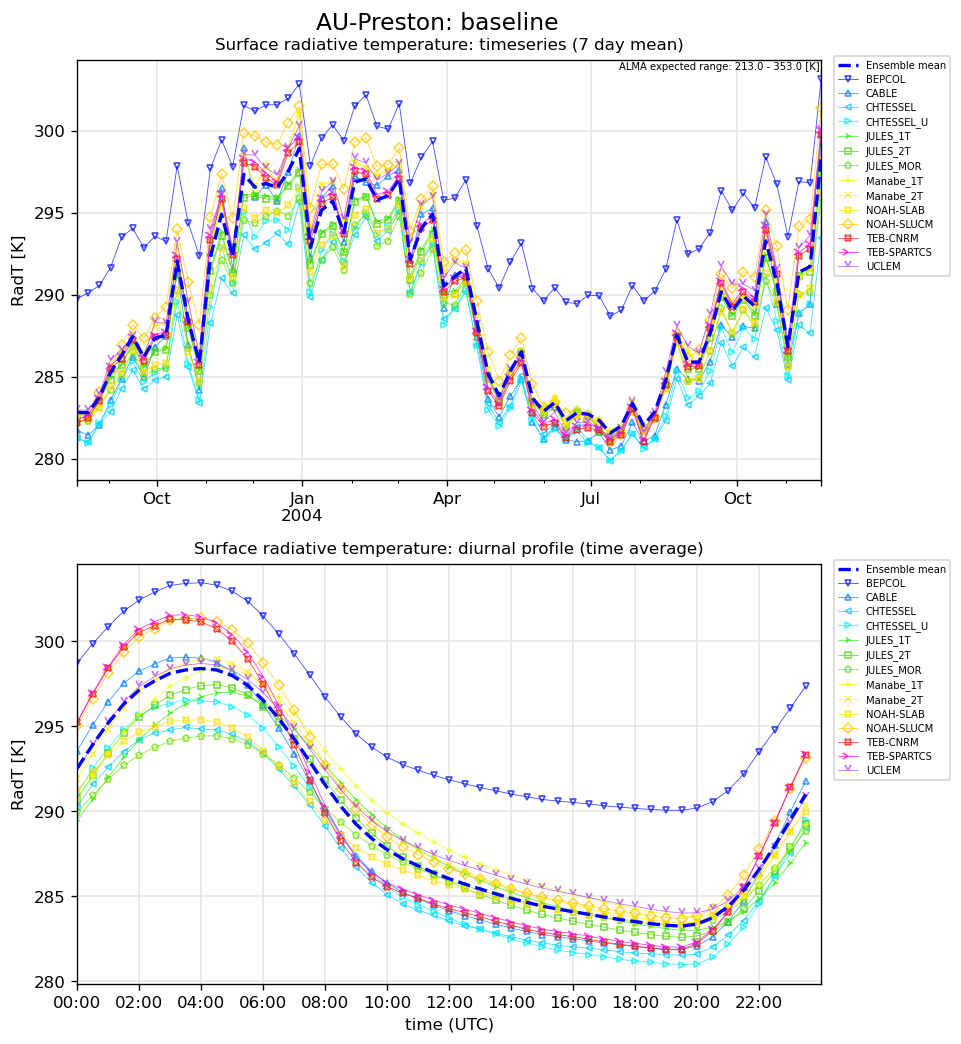 AU-Preston: baseline
Surface radiative temperature: timeseries (7 day mean)
ALMA expected range: 213.0 - 353.0 [K]
RadT [K]
300
295
290
285
280
Oct
Jan
2004
Apr
Jul
Oct
Ensemble mean
BEPCOL
CABLE
CHTESSEL
CHTESSEL_U
JULES_1T
JULES_2T
JULES_MOR
Manabe_1T
Manabe_2T
NOAH-SLAB
NOAH-SLUCM
TEB-CNRM
TEB-SPARTCS
UCLEM
Surface radiative temperature: diurnal profile (time average)
RadT [K]
300
295
290
285
280
00:00
02:00
04:00
06:00
08:00
10:00
12:00
14:00
16:00
18:00
20:00
22:00
time (UTC)
Ensemble mean
BEPCOL
CABLE
CHTESSEL
CHTESSEL_U
JULES_1T
JULES_2T
JULES_MOR
Manabe_1T
Manabe_2T
NOAH-SLAB
NOAH-SLUCM
TEB-CNRM
TEB-SPARTCS
UCLEM